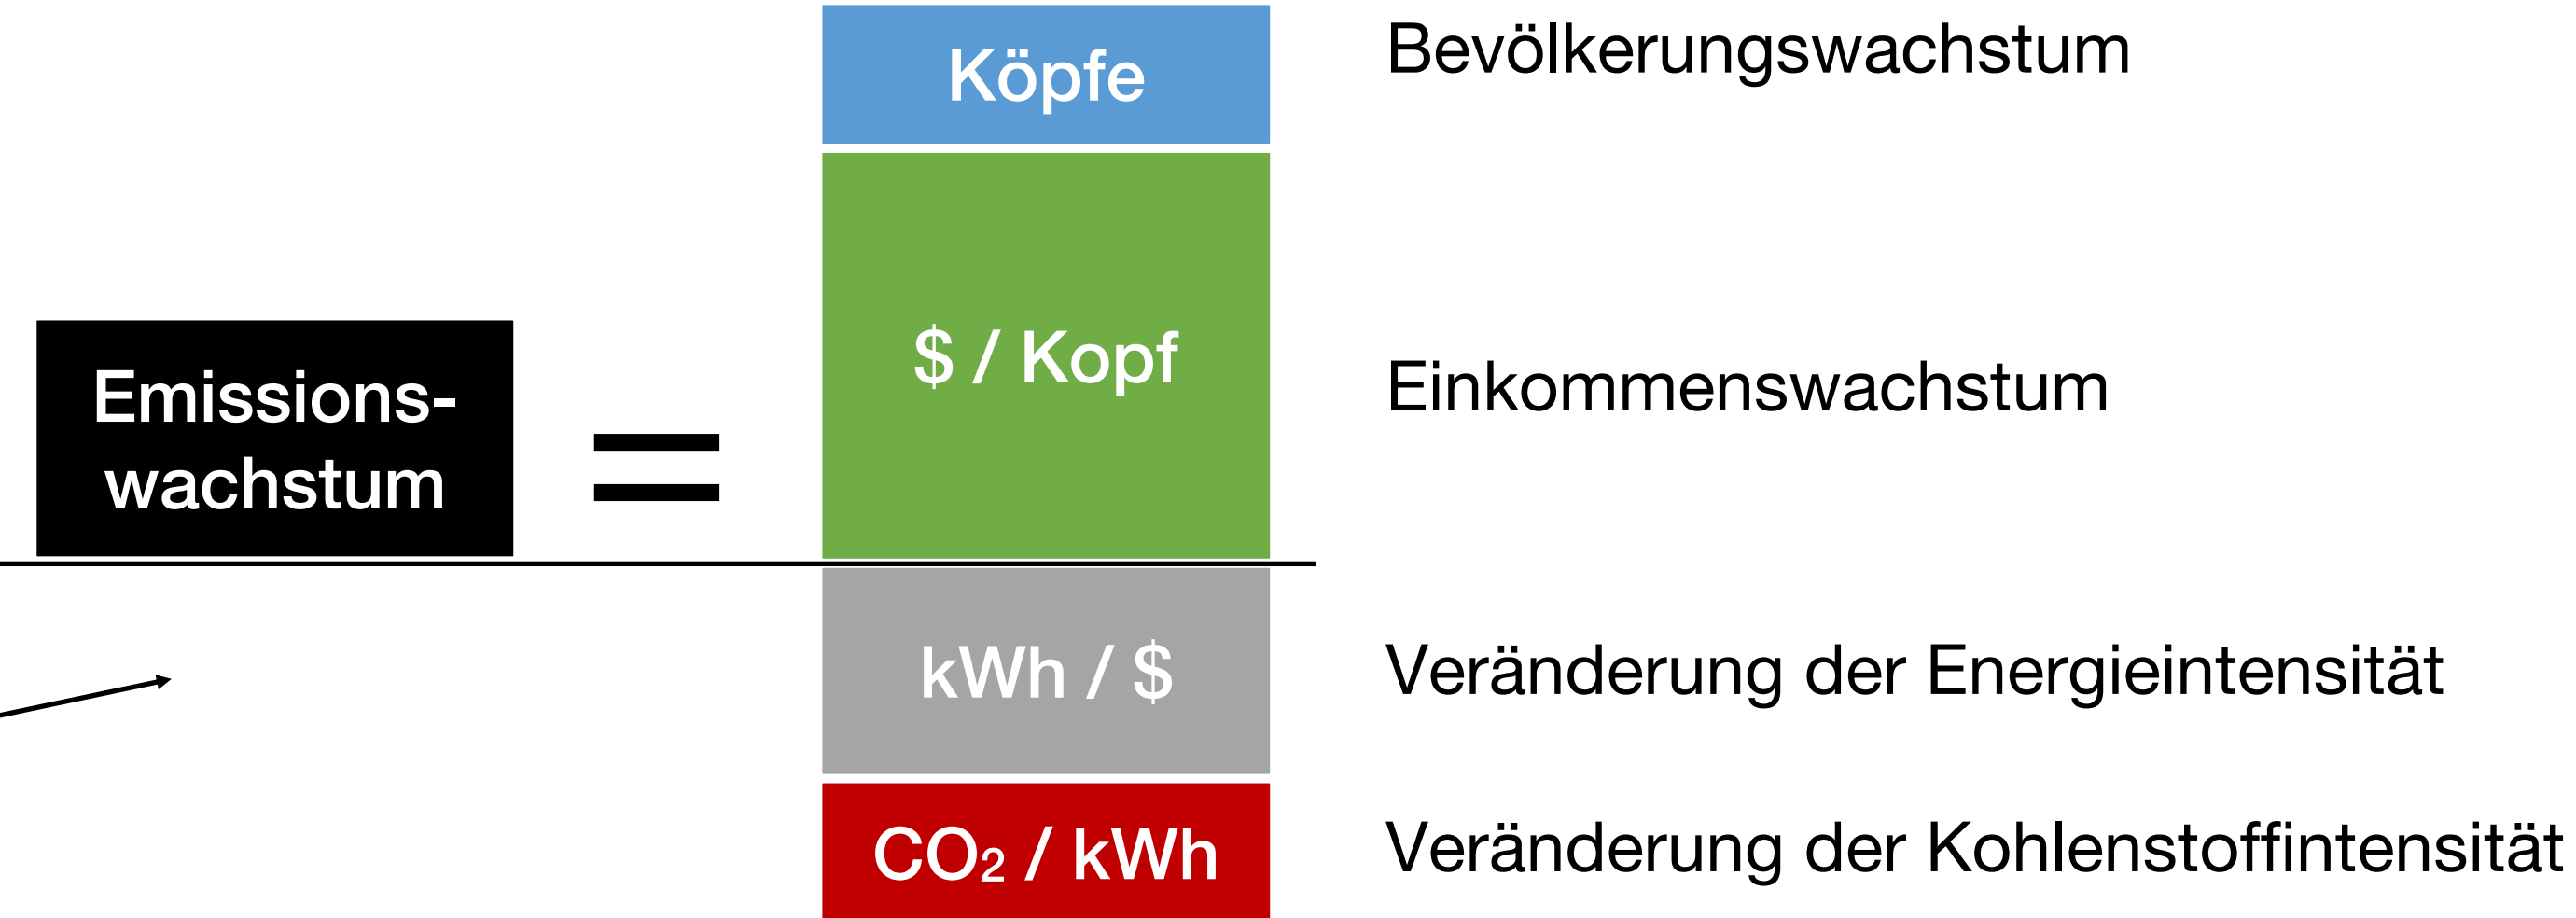 Köpfe
Bevölkerungswachstum
$ / Kopf
Einkommenswachstum
Emissions-
wachstum
=
kWh / $
Veränderung der Energieintensität
CO₂ / kWh
Veränderung der Kohlenstoffintensität